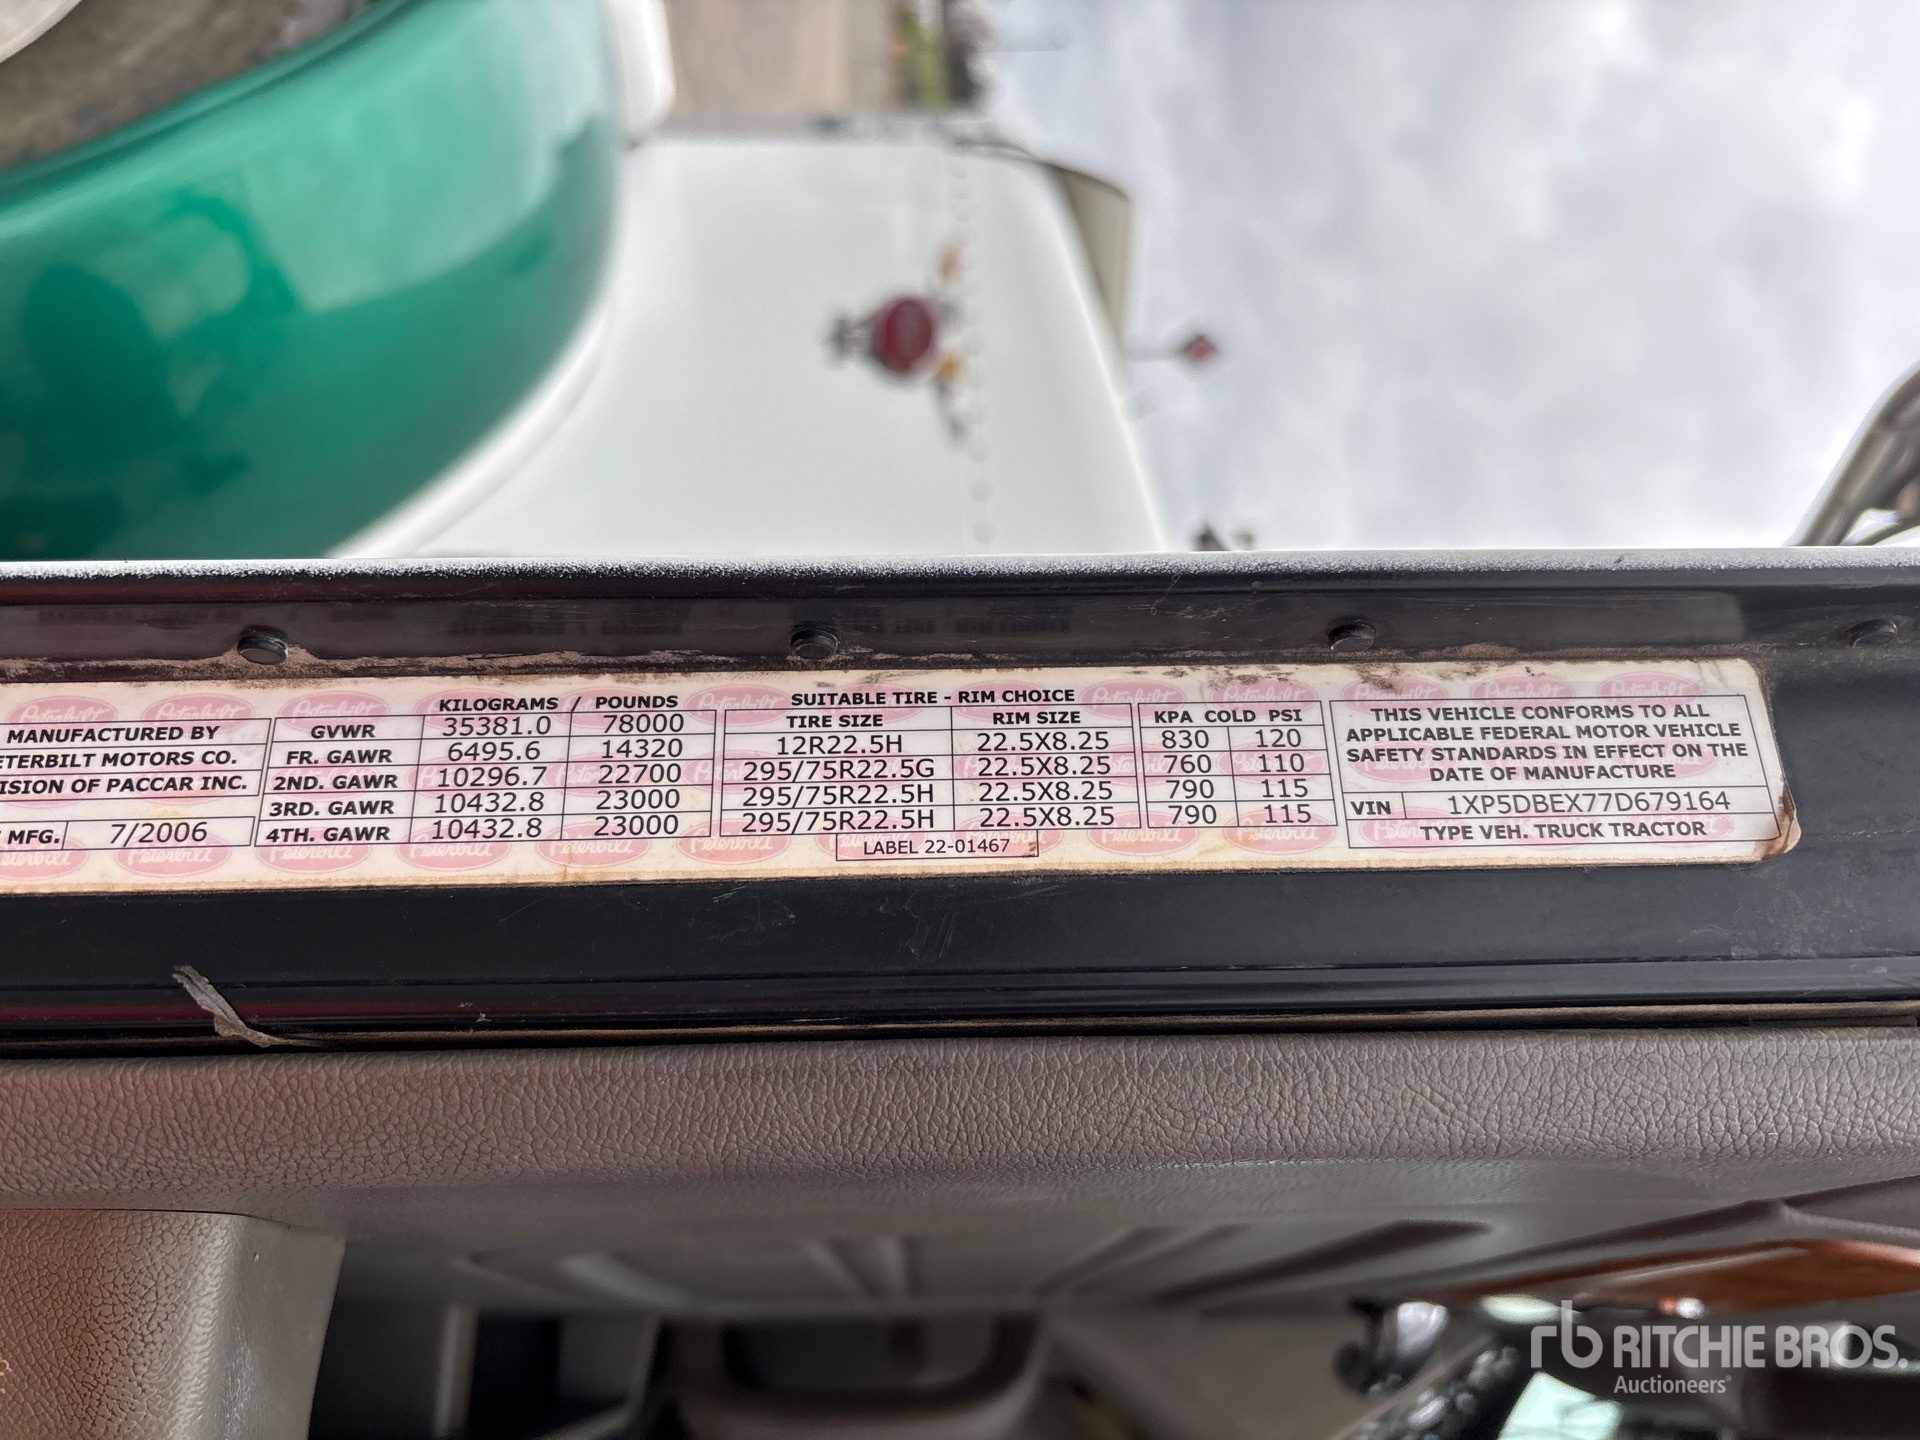 KILOGRAMS / POUNDS
GVWR 35381.0 78000
FR. GAWR 6495.6 14320
2ND. GAWR 10296.7 22700
3RD. GAWR 10432.8 23000
4TH. GAWR 10432.8 23000
MANUFACTURED BY
ETERBILT MOTORS CO.
ISION OF PACCAR INC.
MFG. 7/2006
SUITABLE TIRE - RIM CHOICE
TIRE SIZE RIM SIZE KPA COLD PSI
12R22.5H 22.5X8.25 830 120
295/75R22.5G 22.5X8.25 760 110
295/75R22.5H 22.5X8.25 790 115
295/75R22.5H 22.5X8.25 790 115
LABEL 22-01467
THIS VEHICLE CONFORMS TO ALL
APPLICABLE FEDERAL MOTOR VEHICLE
SAFETY STANDARDS IN EFFECT ON THE
DATE OF MANUFACTURE
VIN 1XP5DBEX77D679164
TYPE VEH. TRUCK TRACTOR
Peterbilt
rb RITCHIE BROS.
Auctioneers